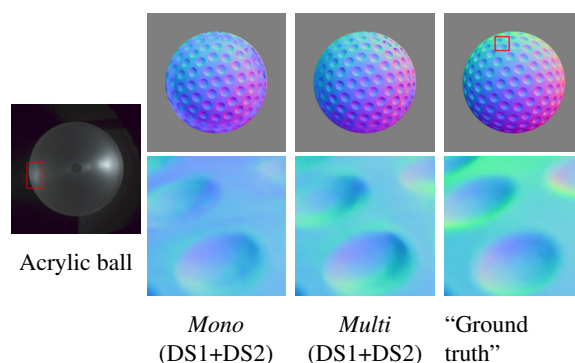 Acrylic ball
Mono
(DS1+DS2)
Multi
(DS1+DS2)
“Ground
truth”